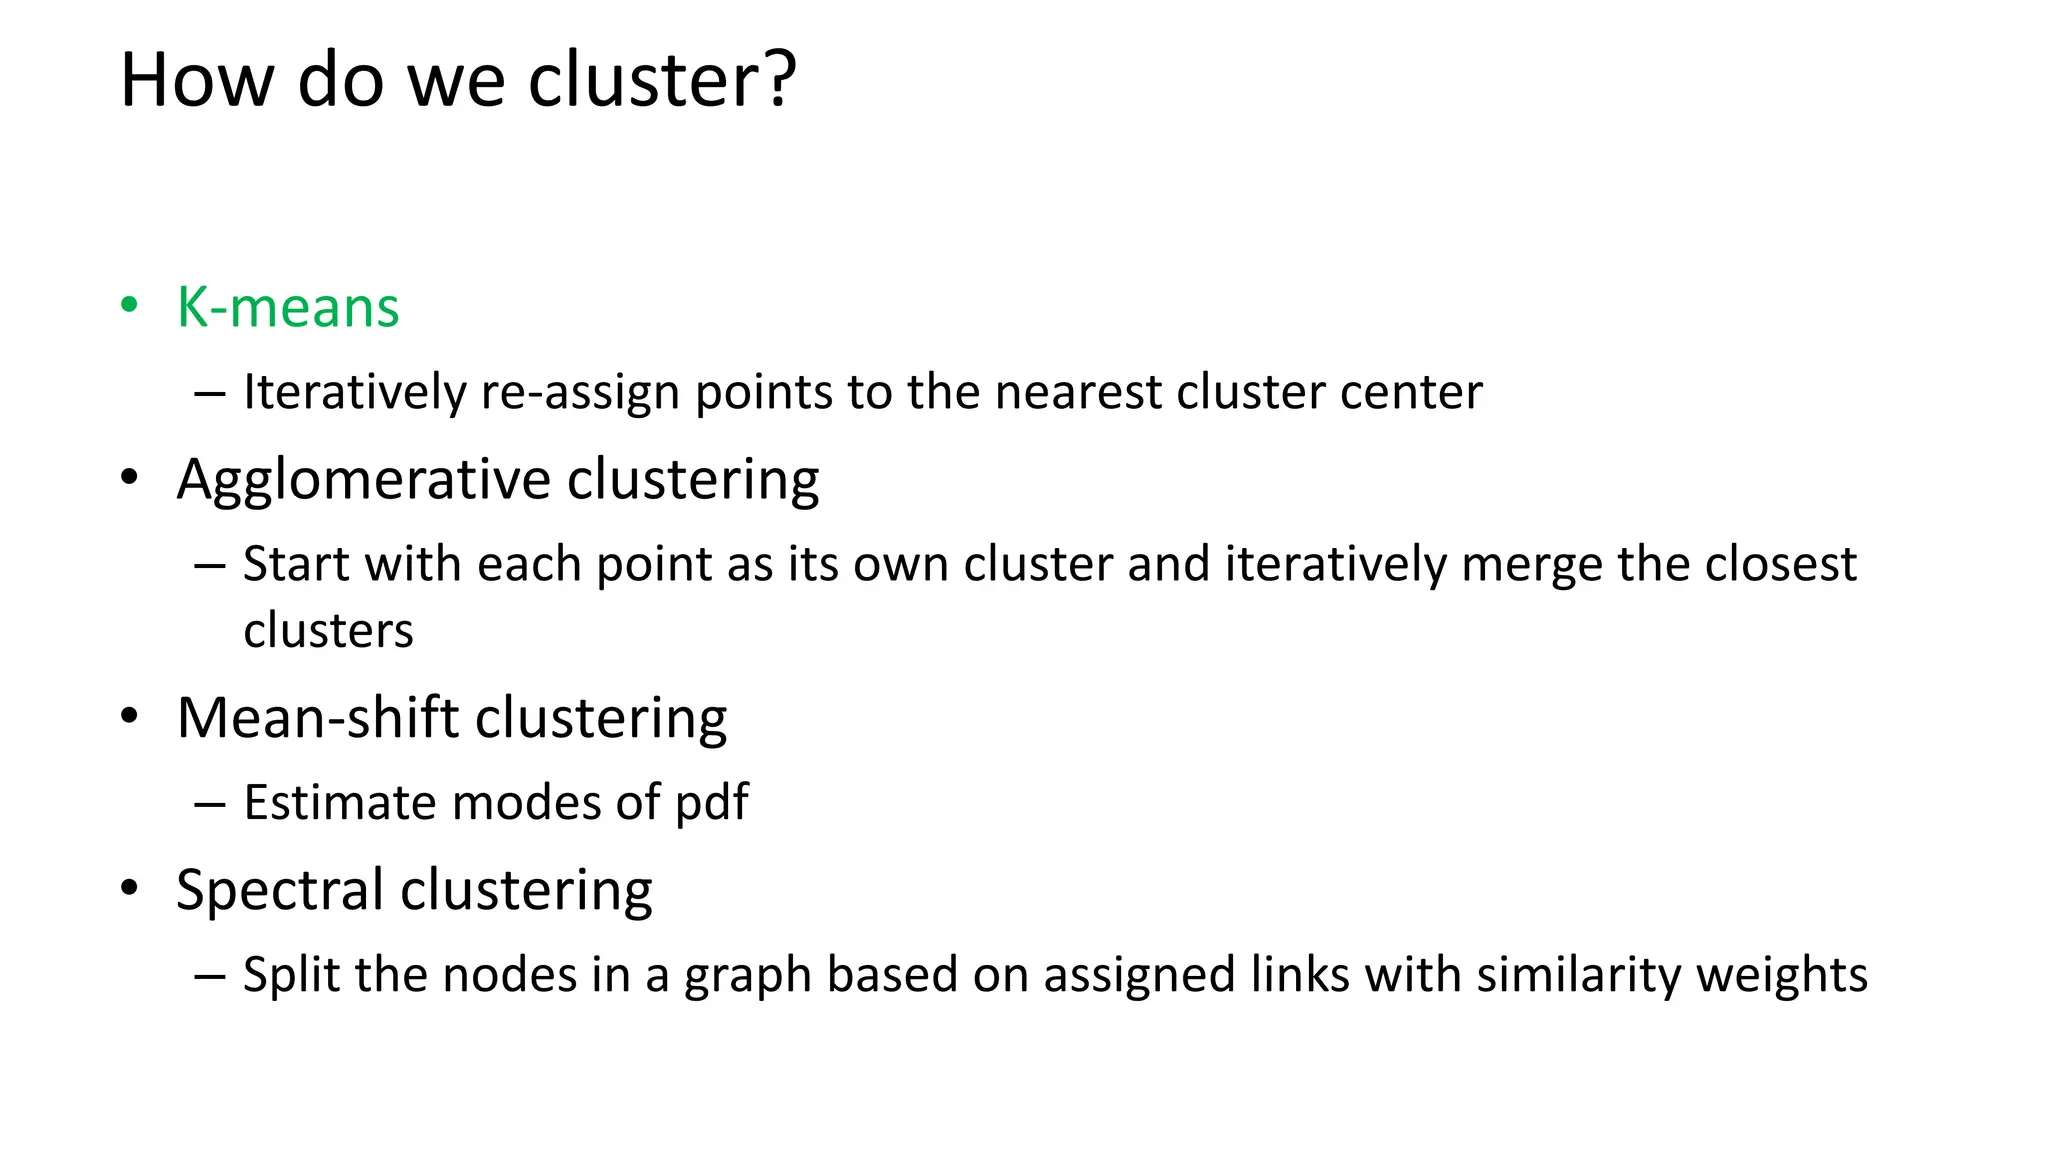 How do we cluster?
• K-means
– Iteratively re-assign points to the nearest cluster center
• Agglomerative clustering
– Start with each point as its own cluster and iteratively merge the closest
clusters
• Mean-shift clustering
– Estimate modes of pdf
• Spectral clustering
– Split the nodes in a graph based on assigned links with similarity weights